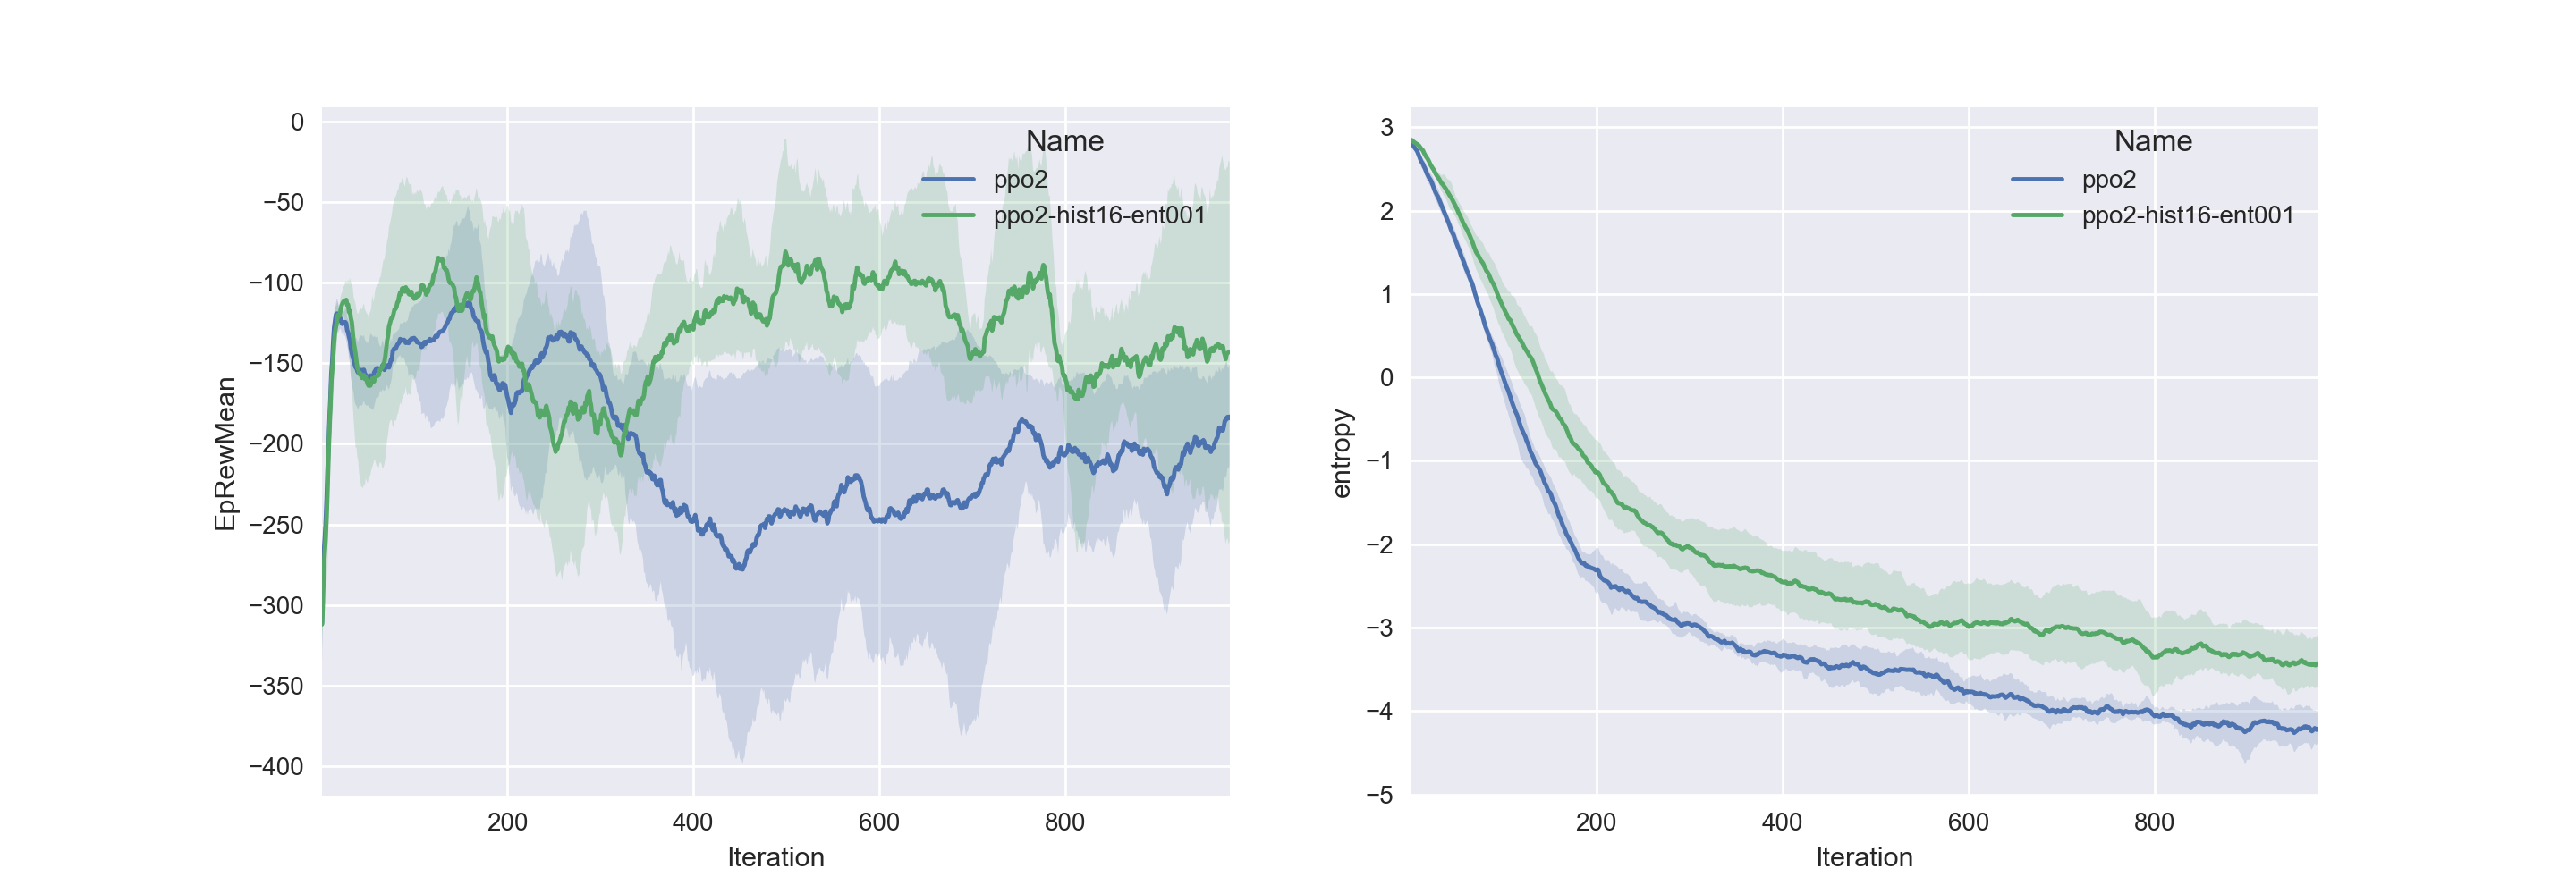 0
−50
−100
−150
−200
−250
−300
−350
−400
EpRewMean
200 400 600 800
Iteration
Name
ppo2
ppo2-hist16-ent001
3
2
1
0
−1
−2
−3
−4
−5
entropy
200 400 600 800
Iteration
Name
ppo2
ppo2-hist16-ent001